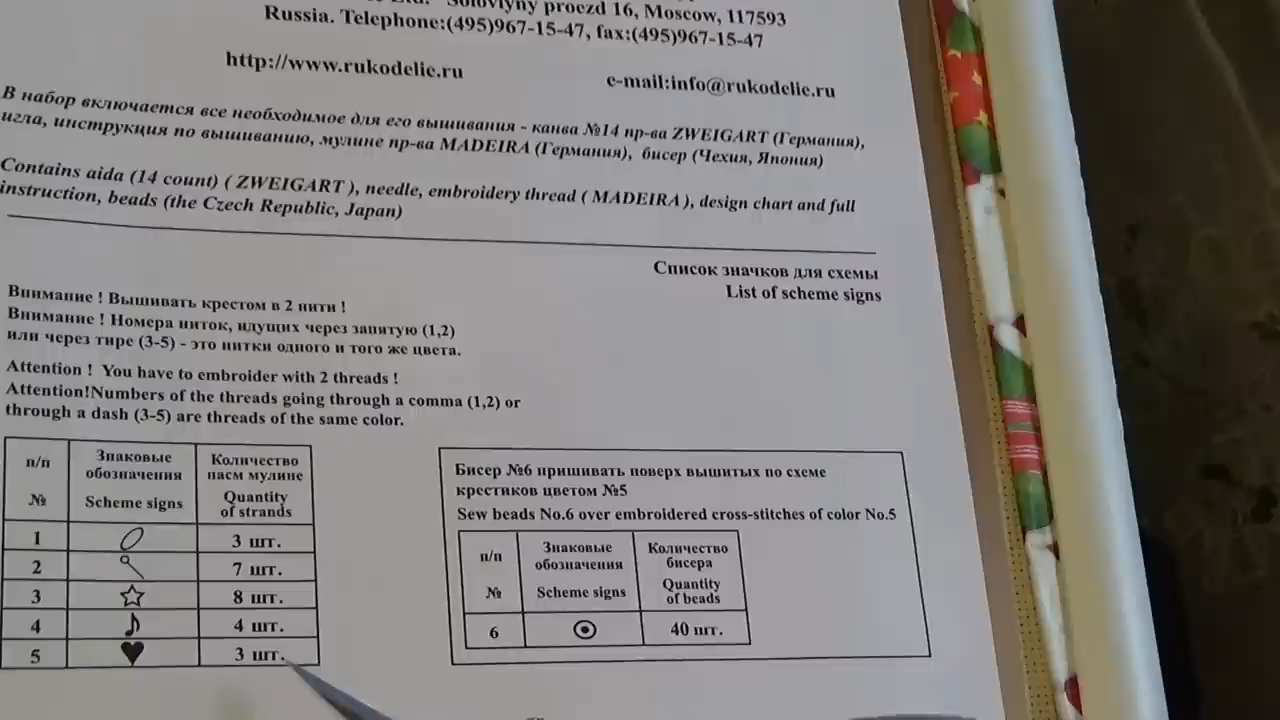 Soloviyny proezd 16, Moscow, 117593
Russia. Telephone:(495)967-15-47, fax:(495)967-15-47
http://www.rukodelie.ru e-mail:info@rukodelie.ru
В набор включается все необходимое для его вышивания - канва №14 пр-ва ZWEIGART (Германия),
игла, инструкция по вышиванию, мулине пр-ва MADEIRA (Германия), бисер (Чехия, Япония)
Contains aida (14 count) ( ZWEIGART ), needle, embroidery thread ( MADEIRA ), design chart and full
instruction, beads (the Czech Republic, Japan)
Список значков для схемы
List of scheme signs
Внимание ! Вышивать крестом в 2 нити !
Внимание ! Номера ниток, идущих через запятую (1,2)
или через тире (3-5) - это нитки одного и того же цвета.
Attention ! You have to embroider with 2 threads !
Attention!Numbers of the threads going through a comma (1,2) or
through a dash (3-5) are threads of the same color.
п/п Знаковые обозначения Количество пасм мулине
№ Scheme signs Quantity of strands
1 3 шт.
2 7 шт.
3 8 шт.
4 4 шт.
5 3 шт.
Бисер №6 пришивать поверх вышитых по схеме
крестиков цветом №5
Sew beads No.6 over embroidered cross-stitches of color No.5
п/п Знаковые обозначения Количество бисера
№ Scheme signs Quantity of beads
6 40 шт.